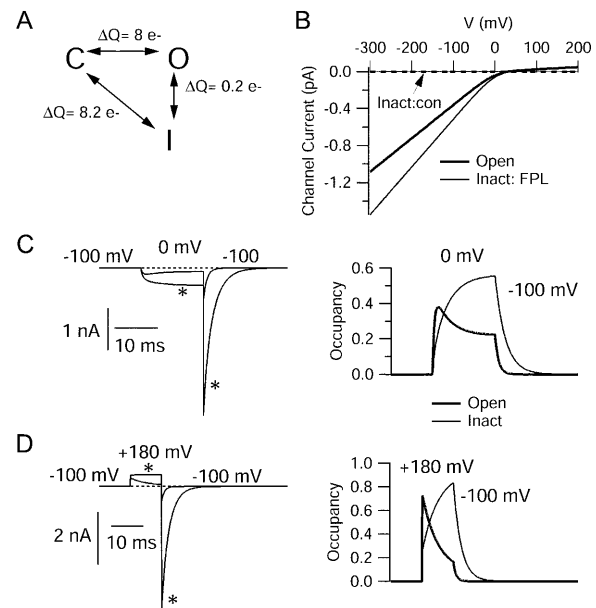 A
C
ΔQ= 8 e-
O
ΔQ= 8.2 e-
ΔQ= 0.2 e-
I
B
V (mV)
-300 -200 -100 0 100 200
Channel Current (pA)
0.0
-0.4
-0.8
-1.2
Inact:con
Open
Inact: FPL
C
-100 mV
0 mV
-100
*
*
1 nA
10 ms
0 mV
-100 mV
Occupancy
0.6
0.4
0.2
0.0
Open
Inact
D
-100 mV
+180 mV
-100 mV
*
*
2 nA
10 ms
+180 mV
-100 mV
Occupancy
1.0
0.8
0.6
0.4
0.2
0.0